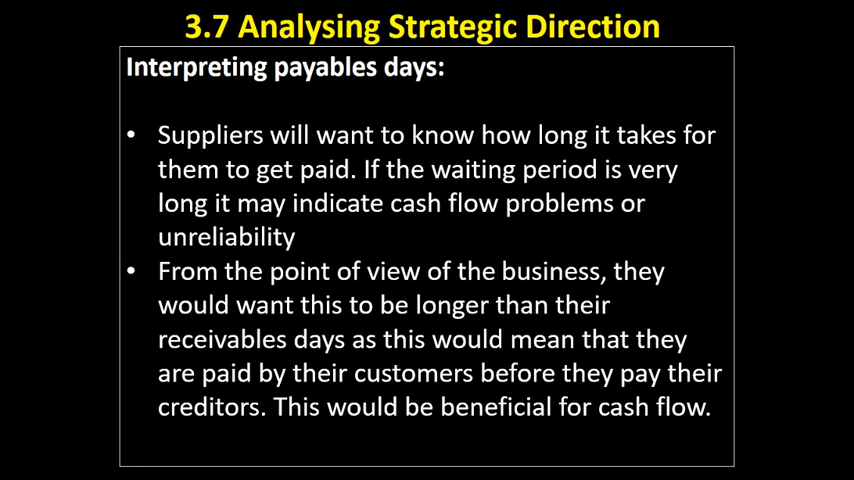 3.7 Analysing Strategic Direction
Interpreting payables days:
• Suppliers will want to know how long it takes for
them to get paid. If the waiting period is very
long it may indicate cash flow problems or
unreliability
• From the point of view of the business, they
would want this to be longer than their
receivables days as this would mean that they
are paid by their customers before they pay their
creditors. This would be beneficial for cash flow.